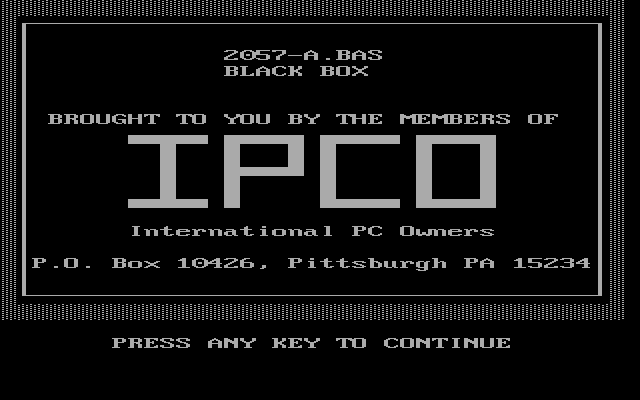 2057-A.BAS
BLACK BOX
BROUGHT TO YOU BY THE MEMBERS OF
IPCO
International PC Owners
P.O. Box 10426, Pittsburgh PA 15234
PRESS ANY KEY TO CONTINUE